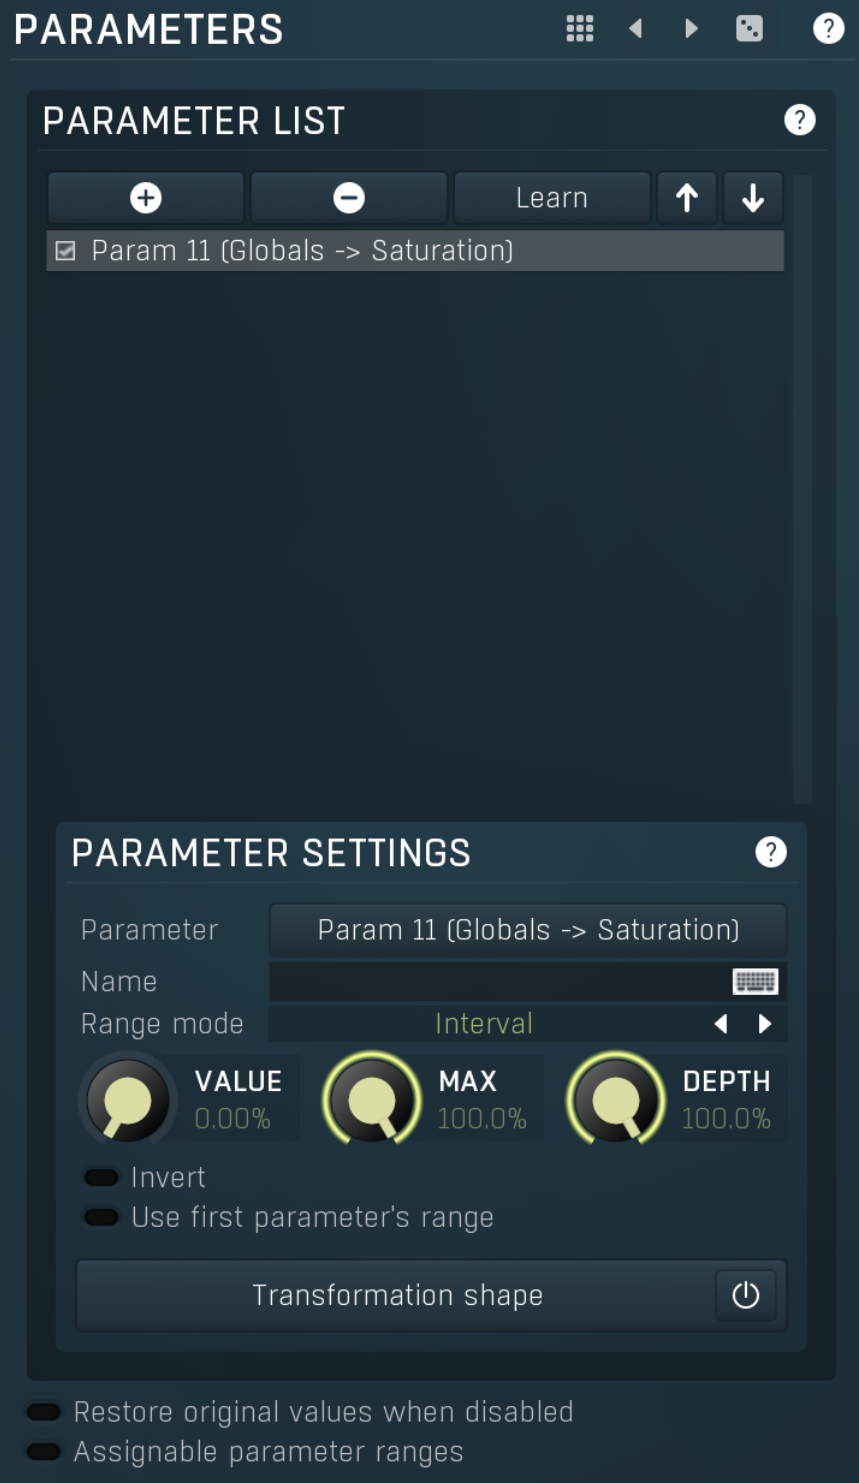 PARAMETERS ?
PARAMETER LIST ?
Learn
Param 11 (Globals -> Saturation)
PARAMETER SETTINGS ?
Parameter Param 11 (Globals -> Saturation)
Name
Range mode Interval
VALUE MAX DEPTH
0.00% 100.0% 100.0%
Invert
Use first parameter's range
Transformation shape
Restore original values when disabled
Assignable parameter ranges